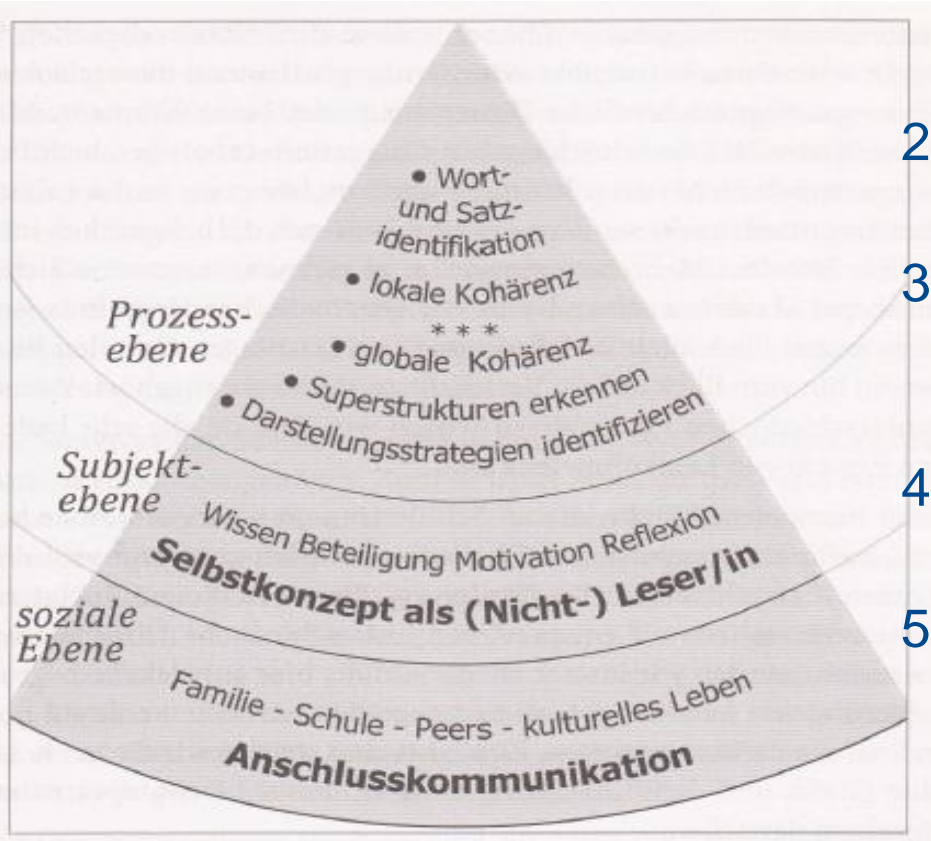 2
• Wort-
und Satz-
identifikation
3
• lokale Kohärenz
Prozess-
ebene
* * *
• globale Kohärenz
• Superstrukturen erkennen
• Darstellungsstrategien identifizieren
Subjekt-
ebene
4
Wissen Beteiligung Motivation Reflexion
Selbstkonzept als (Nicht-) Leser/in
soziale
Ebene
5
Familie - Schule - Peers - kulturelles Leben
Anschlusskommunikation